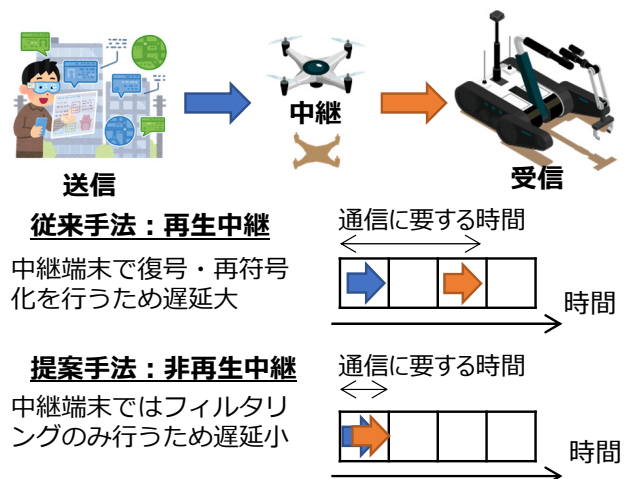 中継
送信
受信
従来手法：再生中継
中継端末で復号・再符号
化を行うため遅延大
通信に要する時間
時間
提案手法：非再生中継
中継端末ではフィルタリ
ングのみ行うため遅延小
通信に要する時間
時間